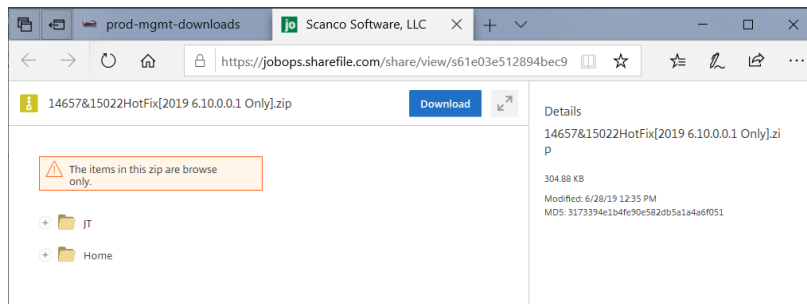 prod-mgmt-downloads
jo Scanco Software, LLC
https://jobops.sharefile.com/share/view/s61e03e512894bec9
14657&15022HotFix[2019 6.10.0.0.1 Only].zip
Download
The items in this zip are browse
only.
JT
Home
Details
14657&15022HotFix[2019 6.10.0.0.1 Only].zi
p
304.88 KB
Modified: 6/28/19 12:35 PM
MD5: 3173394e1b4fe90e582db5a1a4a6f051